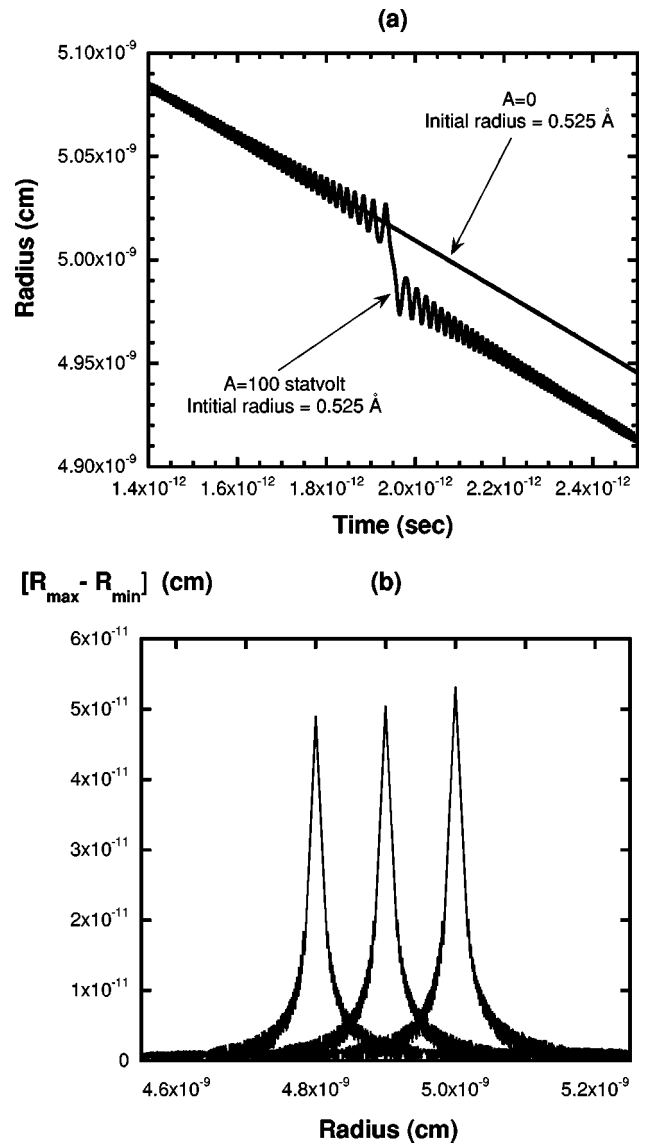 (a)
5.10x10⁻⁹
5.05x10⁻⁹
5.00x10⁻⁹
4.95x10⁻⁹
4.90x10⁻⁹
Radius (cm)
A=0
Initial radius = 0.525 Å
A=100 statvolt
Intitial radius = 0.525 Å
1.4x10⁻¹² 1.6x10⁻¹² 1.8x10⁻¹² 2.0x10⁻¹² 2.2x10⁻¹² 2.4x10⁻¹²
Time (sec)
[Rmax- Rmin] (cm)
(b)
6x10⁻¹¹
5x10⁻¹¹
4x10⁻¹¹
3x10⁻¹¹
2x10⁻¹¹
1x10⁻¹¹
0
4.6x10⁻⁹ 4.8x10⁻⁹ 5.0x10⁻⁹ 5.2x10⁻⁹
Radius (cm)